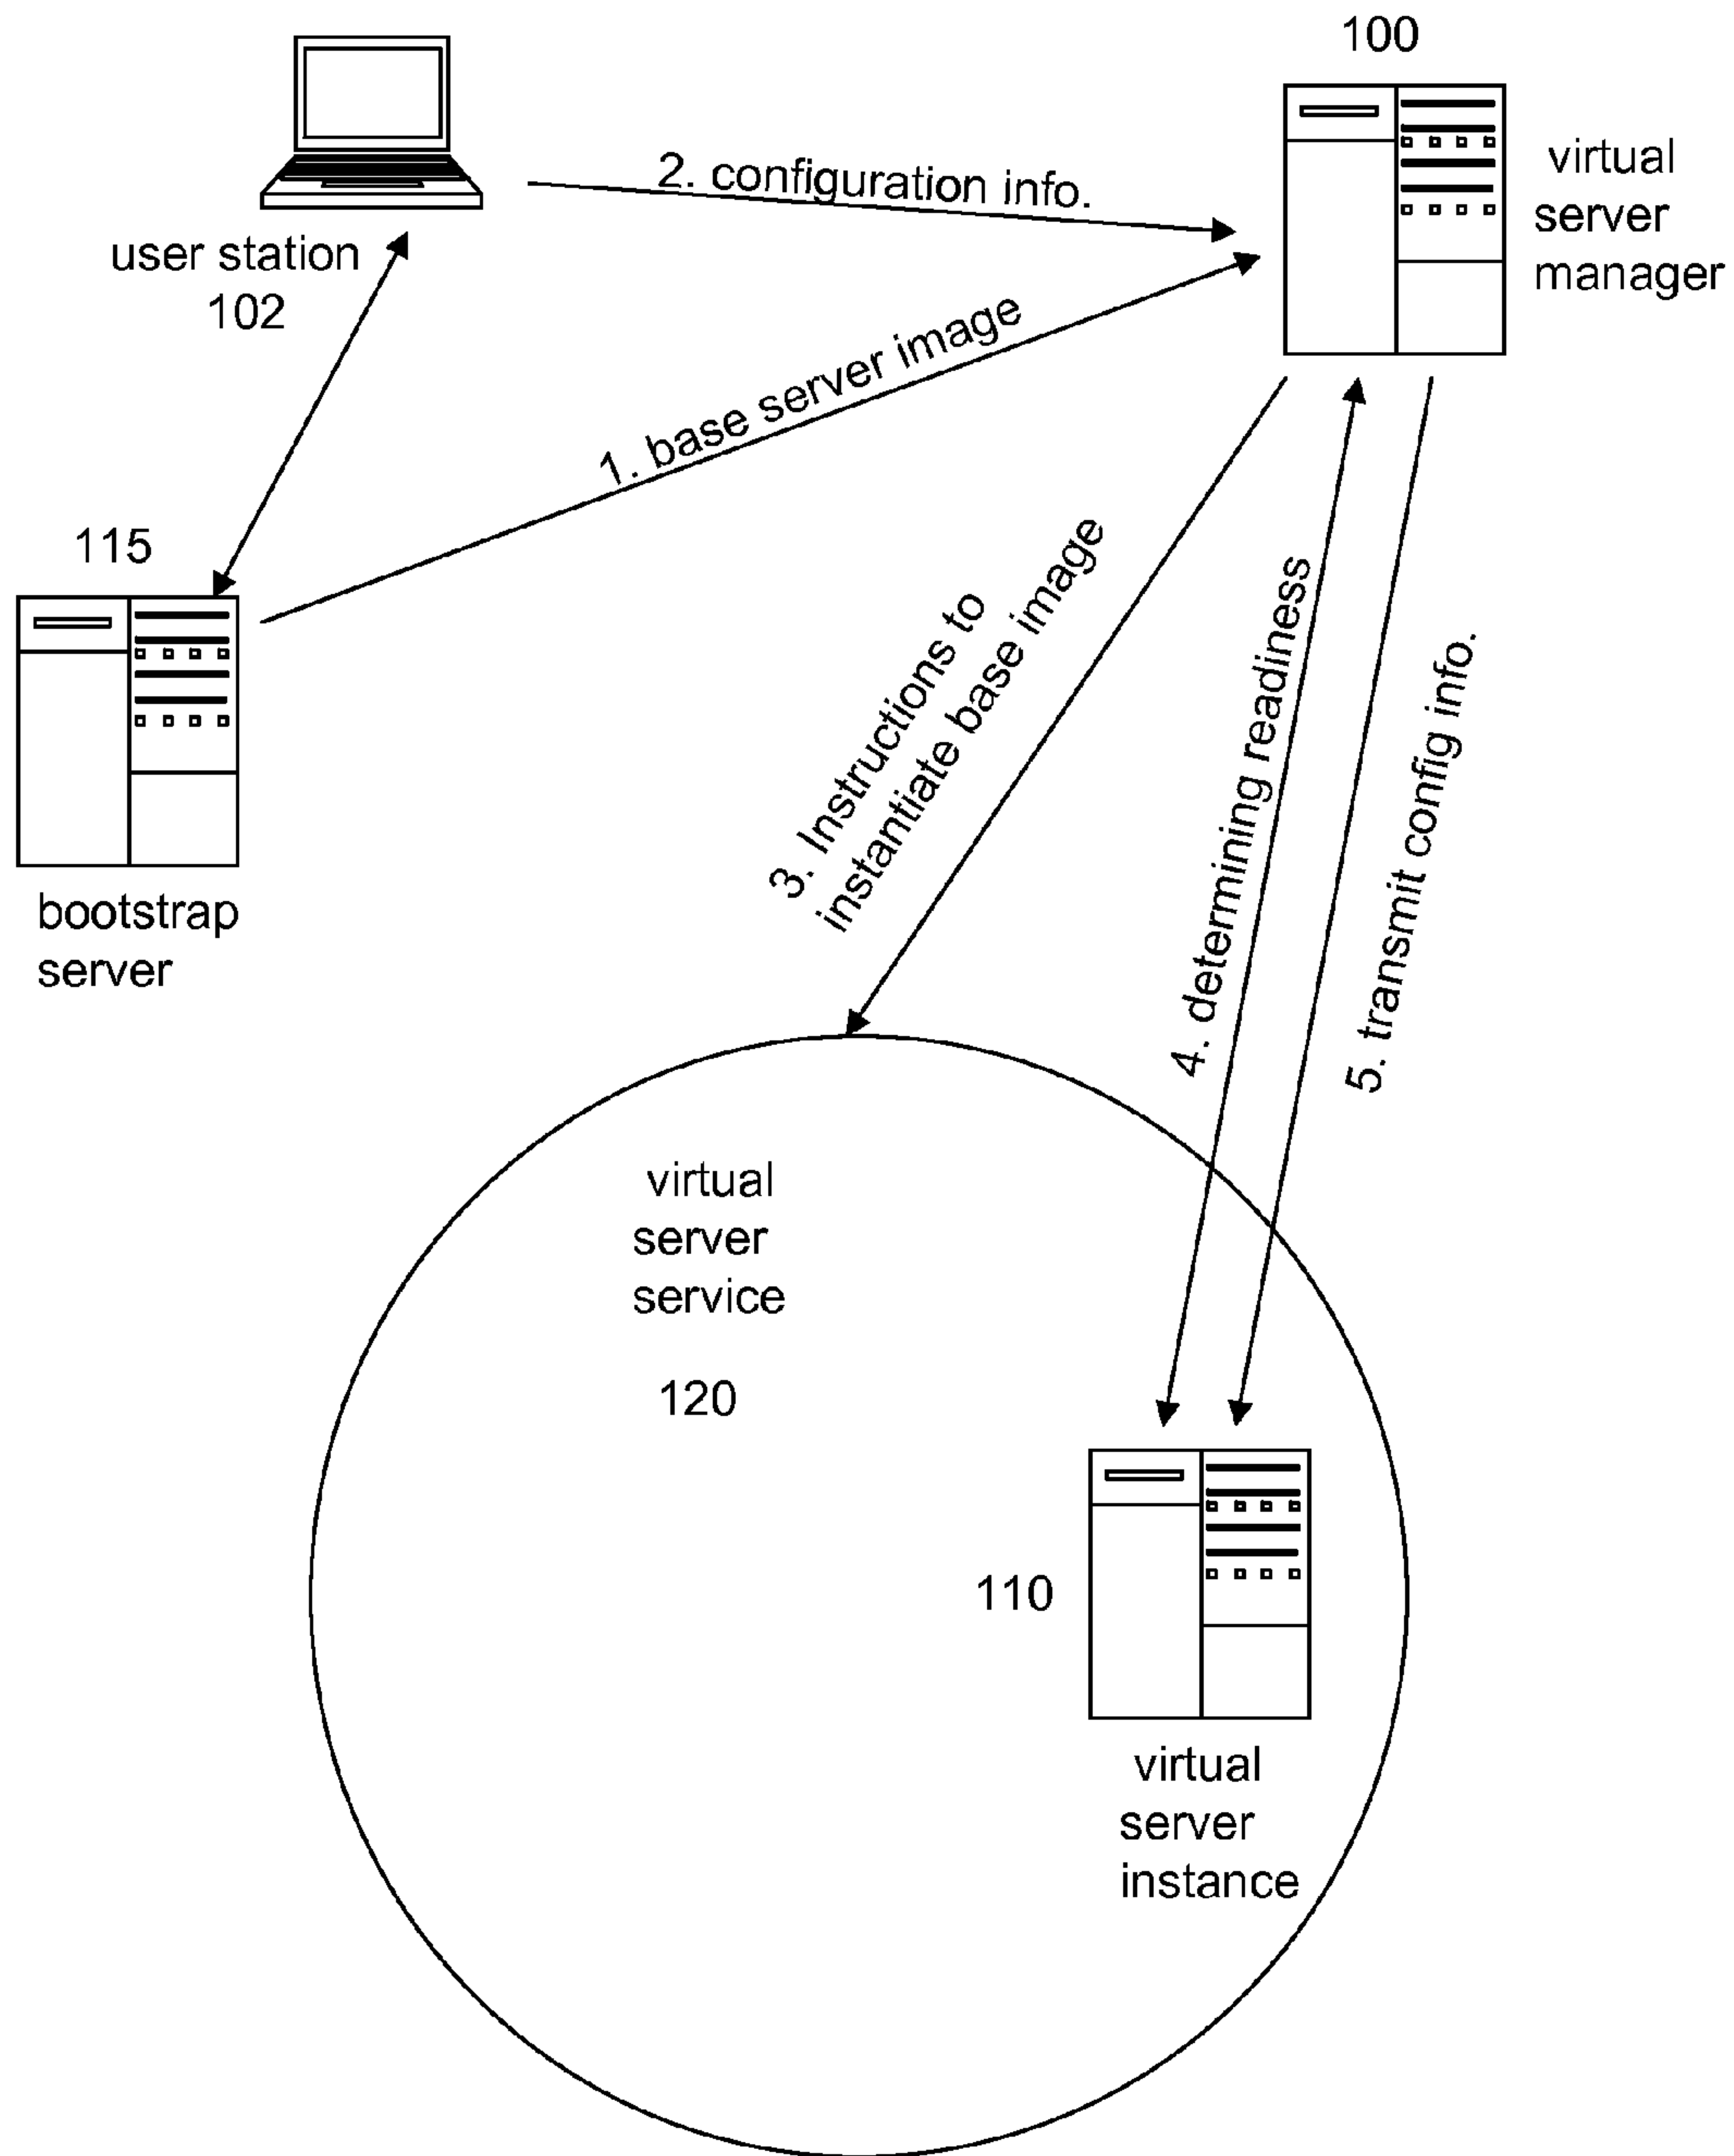 100
virtual
server
manager
2. configuration info.
user station
102
1. base server image
115
bootstrap
server
3. Instructions to
instantiate base image
4. determining readiness
5. transmit config info.
virtual
server
service
120
110
virtual
server
instance